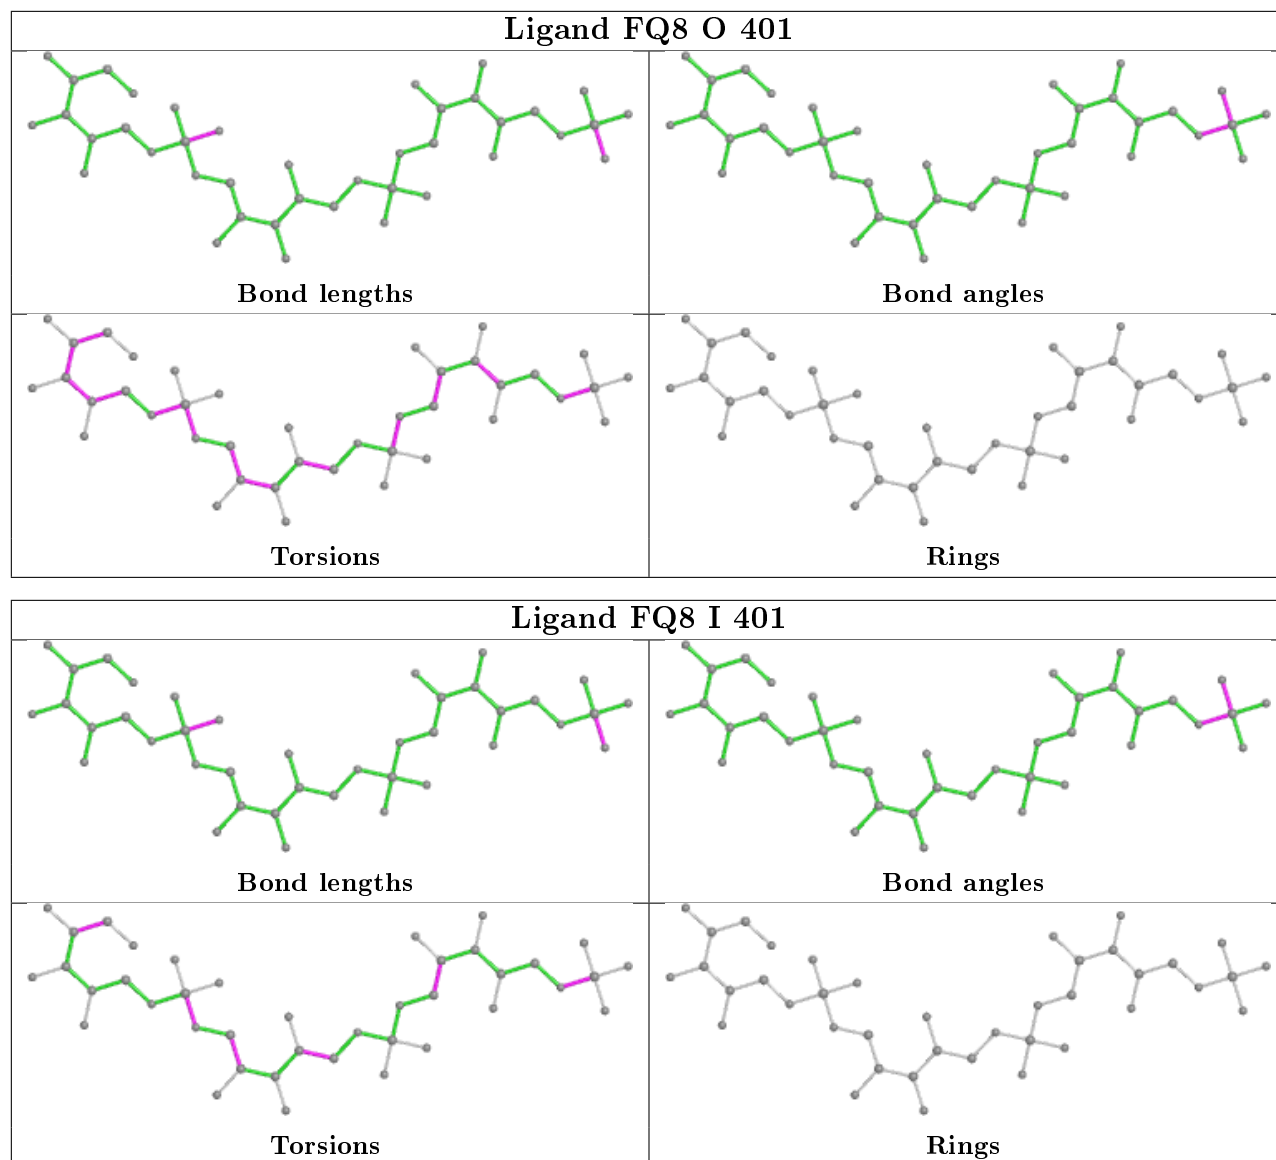 Ligand FQ8 O 401
Bond lengths
Bond angles
Torsions
Rings
Ligand FQ8 I 401
Bond lengths
Bond angles
Torsions
Rings